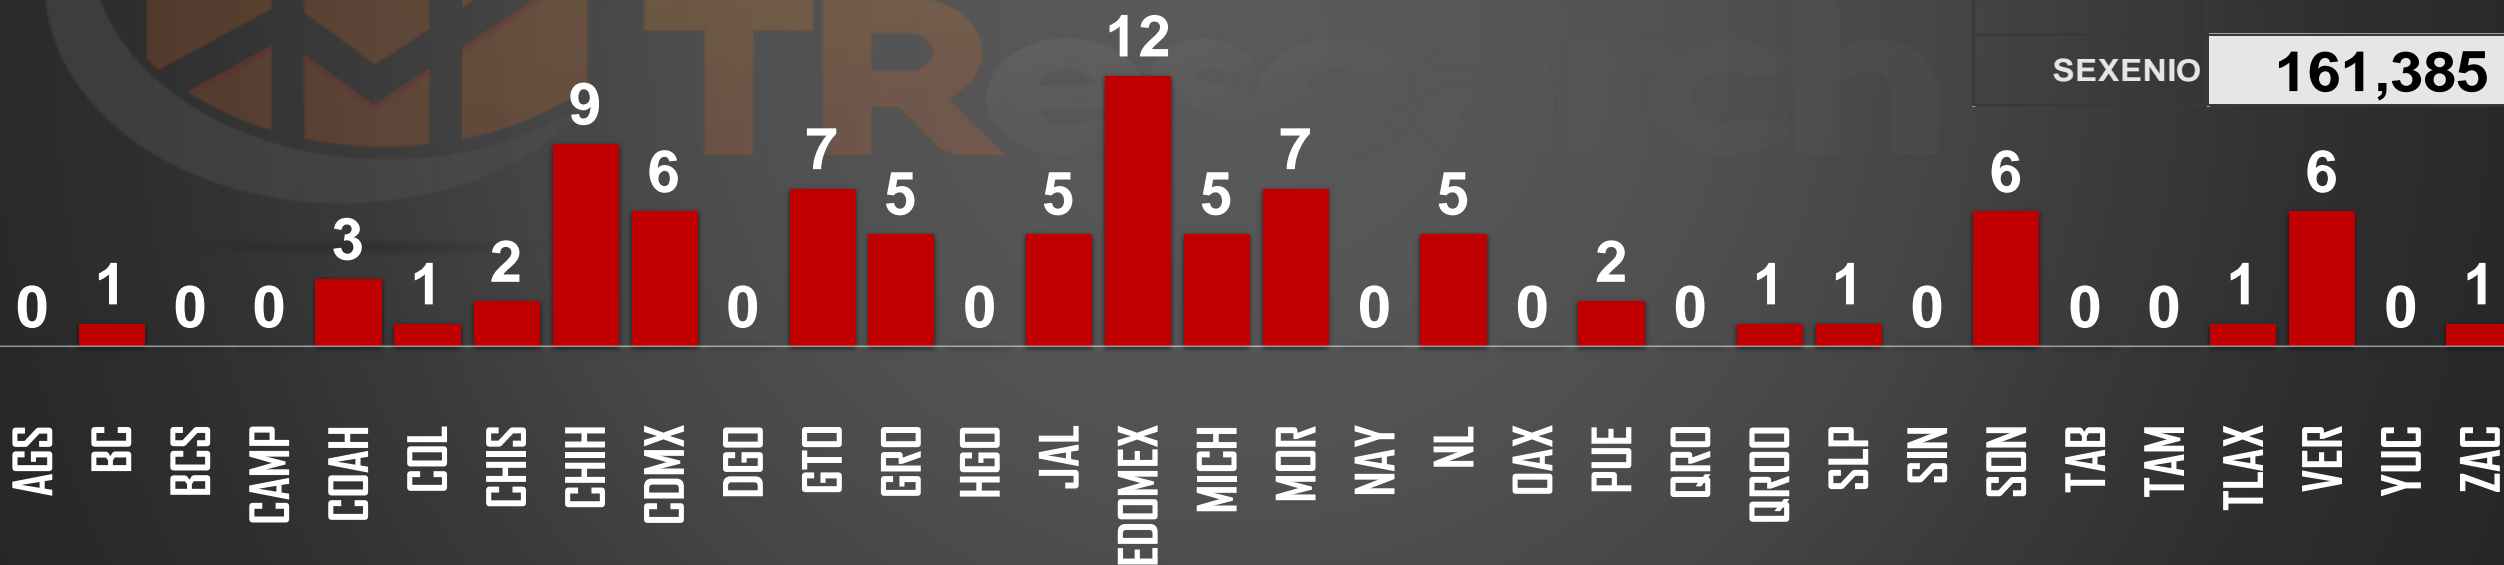 TResearch
SEXENIO 161,385
0 1 0 0 3 1 2 9 6 0 7 5 0 5 12 5 7 0 5 0 2 0 1 1 0 6 0 0 1 6 0 1
AGS BC BCS CAMP COAH COL CHIS CHIH CDMX DGO GTO GRO HGO JAL EDOMEX MICH MOR NAY NL OAX PUE QRO QROO SLP SIN SON TAB TAM TLAX VER YUC ZAC